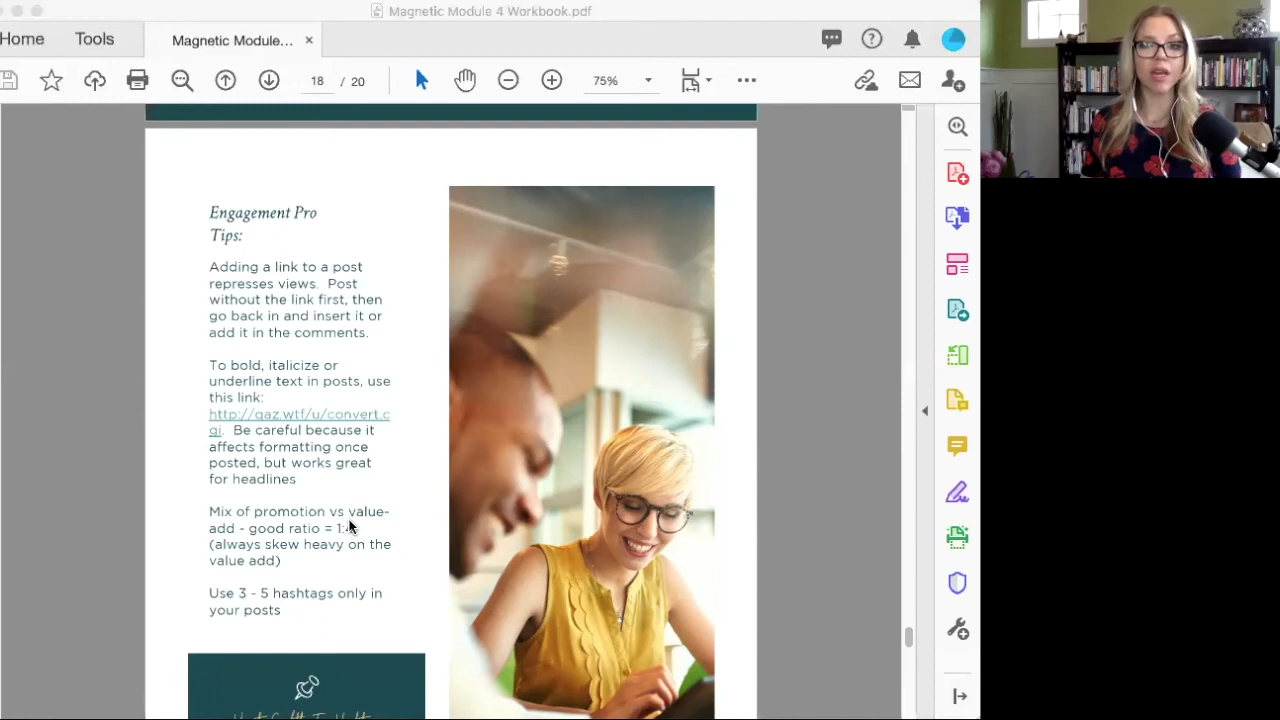 Magnetic Module 4 Workbook.pdf
Home
Tools
Magnetic Module...
18 / 20
75%
Engagement Pro
Tips:
Adding a link to a post
represses views. Post
without the link first, then
go back in and insert it or
add it in the comments.
To bold, italicize or
underline text in posts, use
this link:
http://qaz.wtf/u/convert.c
gi. Be careful because it
affects formatting once
posted, but works great
for headlines
Mix of promotion vs value-
add - good ratio = 1:
(always skew heavy on the
value add)
Use 3 - 5 hashtags only in
your posts